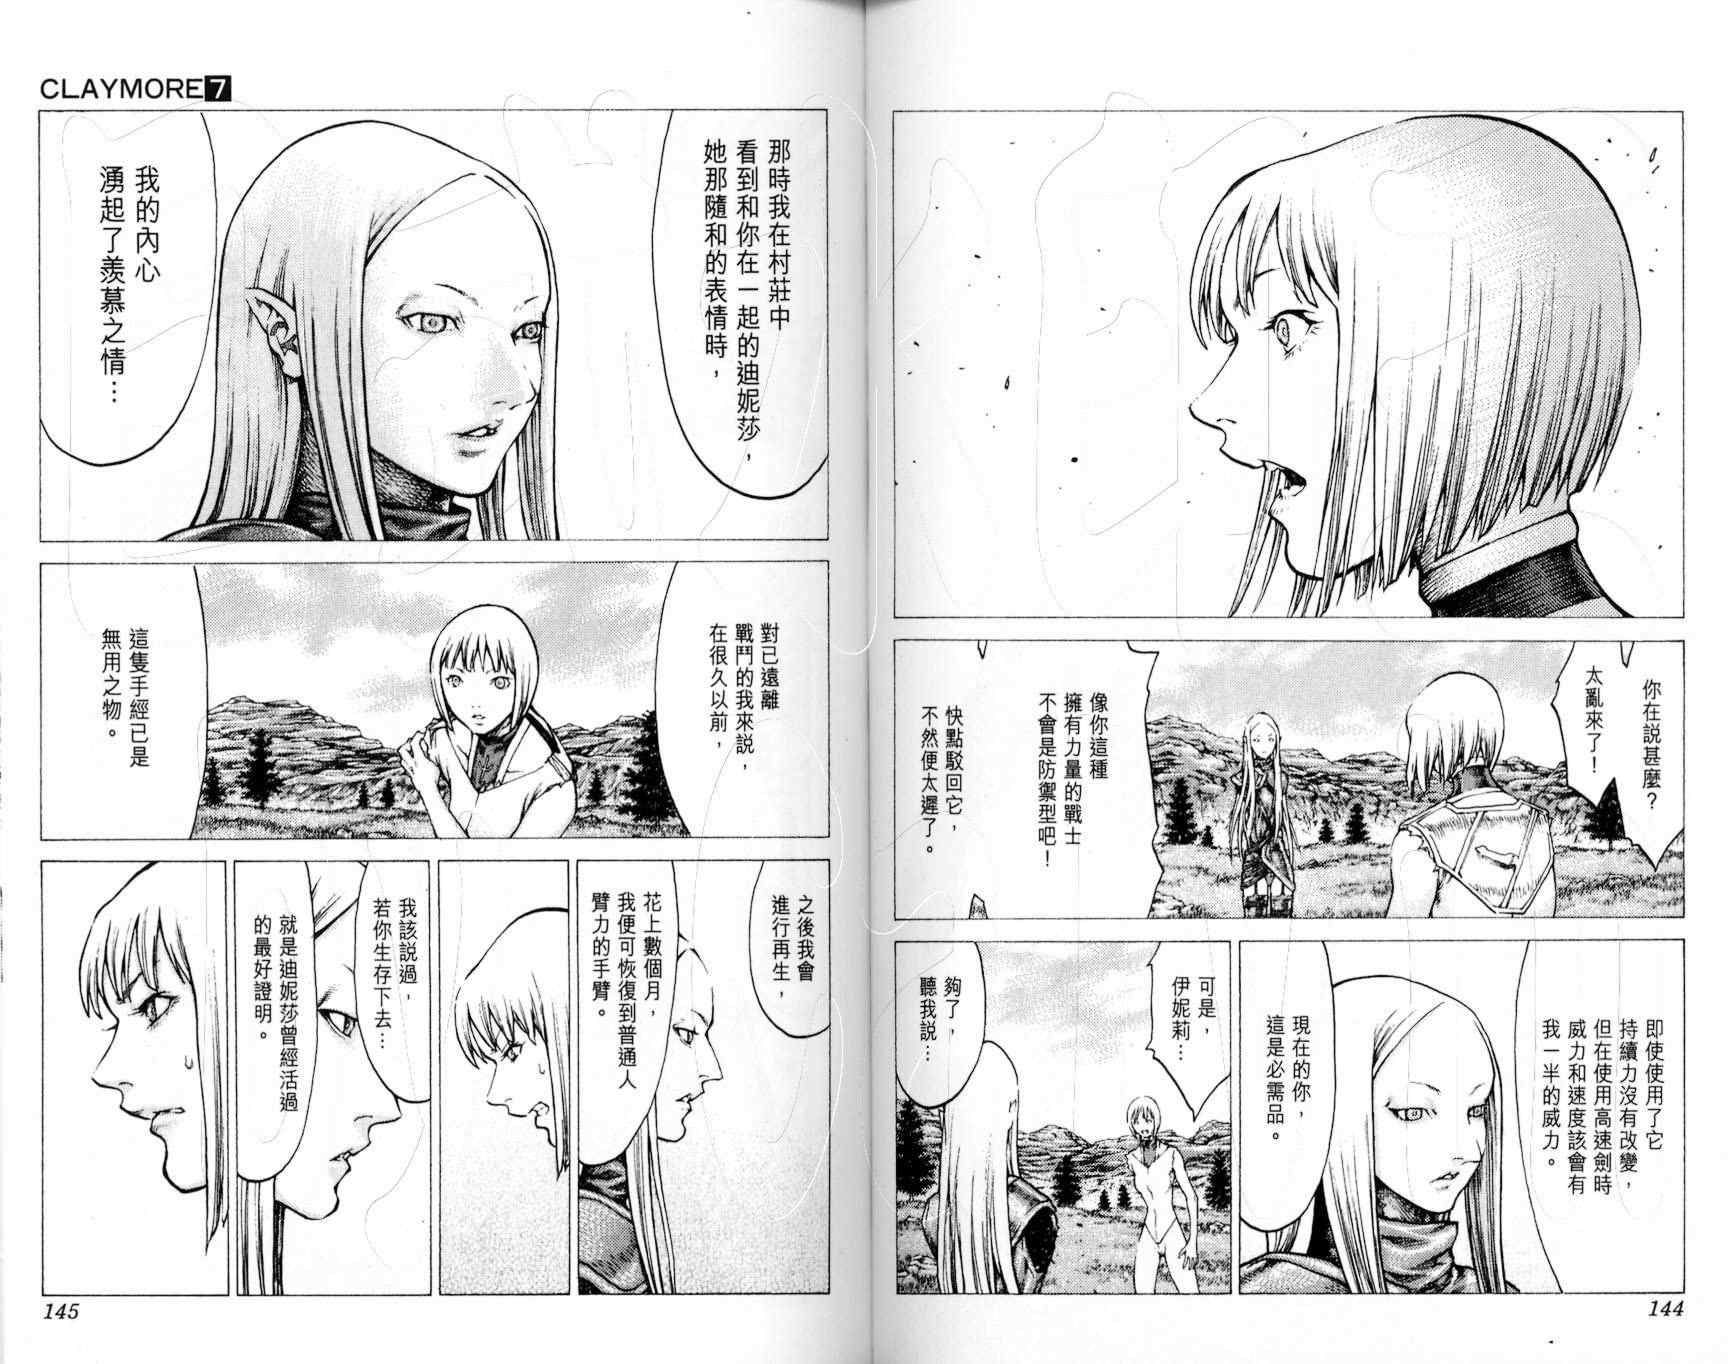 你在説甚麼？
太亂來了！
像你這種
擁有力量的戰士
不會是防禦型吧！
快點駁回它，
不然便太遲了。
即使使用了它
持續力沒有改變，
但在使用高速劍時
威力和速度該會有
我一半的威力。
現在的你，
這是必需品。
可是，
伊妮莉…
夠了，
聽我説…
144
CLAYMORE 7
那時我在村莊中
看到和你在一起的迪妮莎，
她那隨和的表情時，
我的內心
湧起了羨慕之情…
對已遠離
戰鬥的我來説，
在很久以前，
這隻手經已是
無用之物。
之後我會
進行再生，
花上數個月，
我便可恢復到普通人
臂力的手臂。
我該説過，
若你生存下去…
就是迪妮莎曾經活過
的最好證明。
145